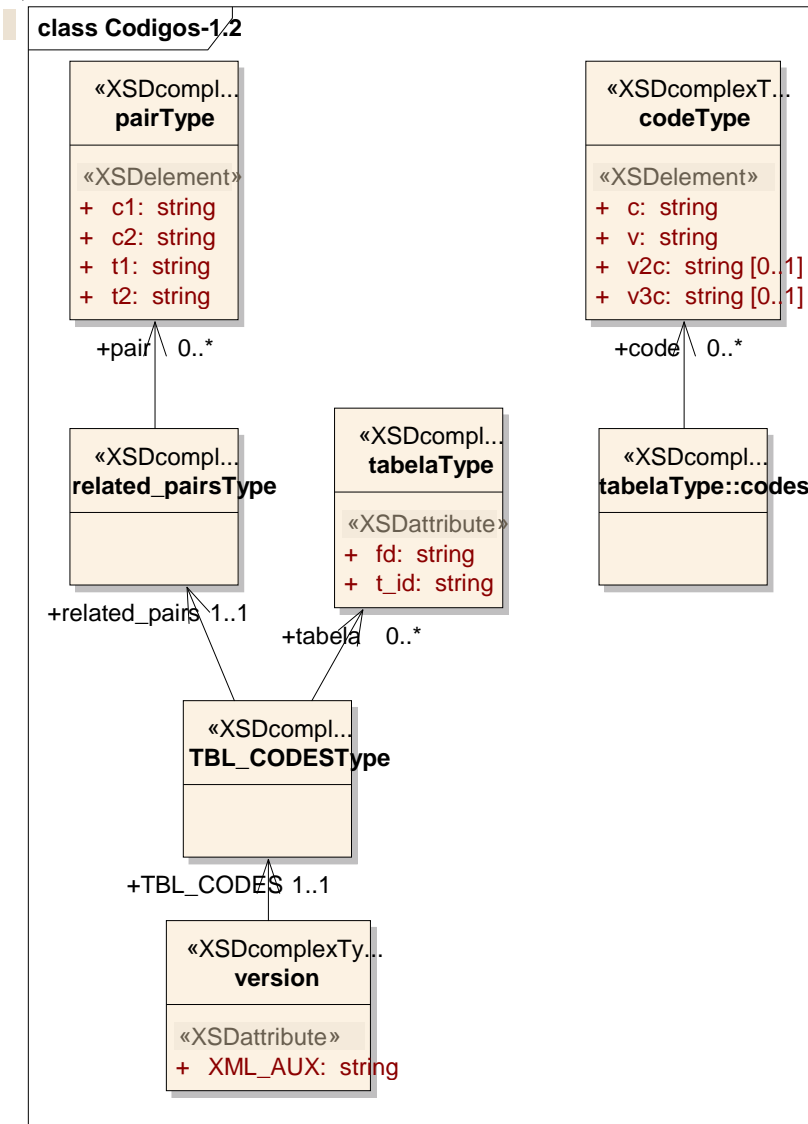 class Codigos-1.2
«XSDcompl...
pairType
«XSDelement»
+ c1: string
+ c2: string
+ t1: string
+ t2: string
«XSDcomplexT...
codeType
«XSDelement»
+ c: string
+ v: string
+ v2c: string [0..1]
+ v3c: string [0..1]
+pair 0..*
+code 0..*
«XSDcompl...
related_pairsType
«XSDcompl...
tabelaType
«XSDattribute»
+ fd: string
+ t_id: string
«XSDcompl...
tabelaType::codes
+related_pairs 1..1
+tabela 0..*
«XSDcompl...
TBL_CODESType
+TBL_CODES 1..1
«XSDcomplexTy...
version
«XSDattribute»
+ XML_AUX: string